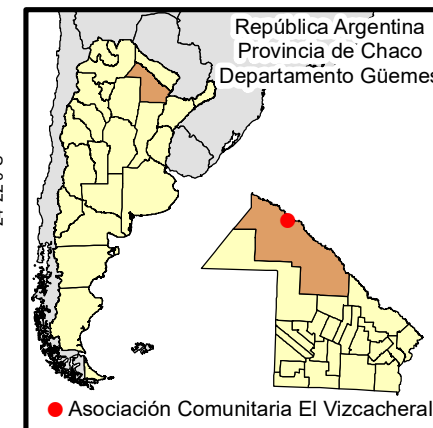 República Argentina
Provincia de Chaco
Departamento Güemes
Asociación Comunitaria El Vizcacheral